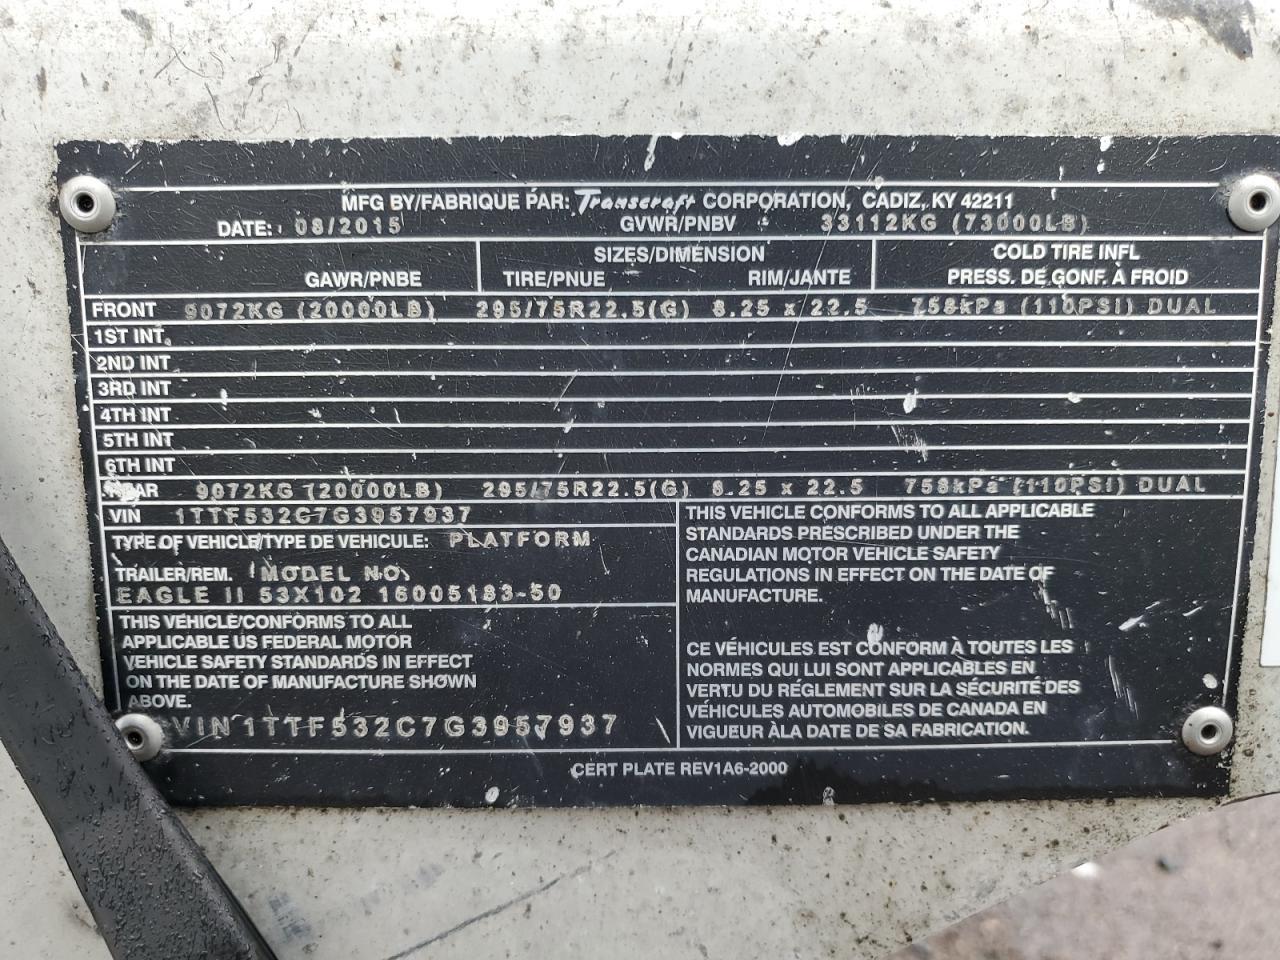 MFG BY/FABRIQUE PAR: Transcraft CORPORATION, CADIZ, KY 42211
DATE: 08/2015 GVWR/PNBV 33112KG (73000LB)
SIZES/DIMENSION COLD TIRE INFL
GAWR/PNBE TIRE/PNUE RIM/JANTE PRESS. DE GONF. À FROID
FRONT 9072KG (20000LB) 295/75R22.5(G) 8.25 x 22.5 758kPa (110PSI) DUAL
1ST INT
2ND INT
3RD INT
4TH INT
5TH INT
6TH INT
REAR 9072KG (20000LB) 295/75R22.5(G) 8.25 x 22.5 758kPa (110PSI) DUAL
VIN 1TTF532C7G3957937
TYPE OF VEHICLE/TYPE DE VEHICULE: PLATFORM
TRAILER/REM. MODEL NO.
EAGLE II 53X102 16005183-50
THIS VEHICLE CONFORMS TO ALL
APPLICABLE US FEDERAL MOTOR
VEHICLE SAFETY STANDARDS IN EFFECT
ON THE DATE OF MANUFACTURE SHOWN
ABOVE.
VIN 1TTF532C7G3957937
THIS VEHICLE CONFORMS TO ALL APPLICABLE
STANDARDS PRESCRIBED UNDER THE
CANADIAN MOTOR VEHICLE SAFETY
REGULATIONS IN EFFECT ON THE DATE OF
MANUFACTURE.
CE VÉHICULES EST CONFORM À TOUTES LES
NORMES QUI LUI SONT APPLICABLES EN
VERTU DU RÉGLEMENT SUR LA SÉCURITÉ DES
VÉHICULES AUTOMOBILES DE CANADA EN
VIGUEUR ÀLA DATE DE SA FABRICATION.
CERT PLATE REV1A6-2000